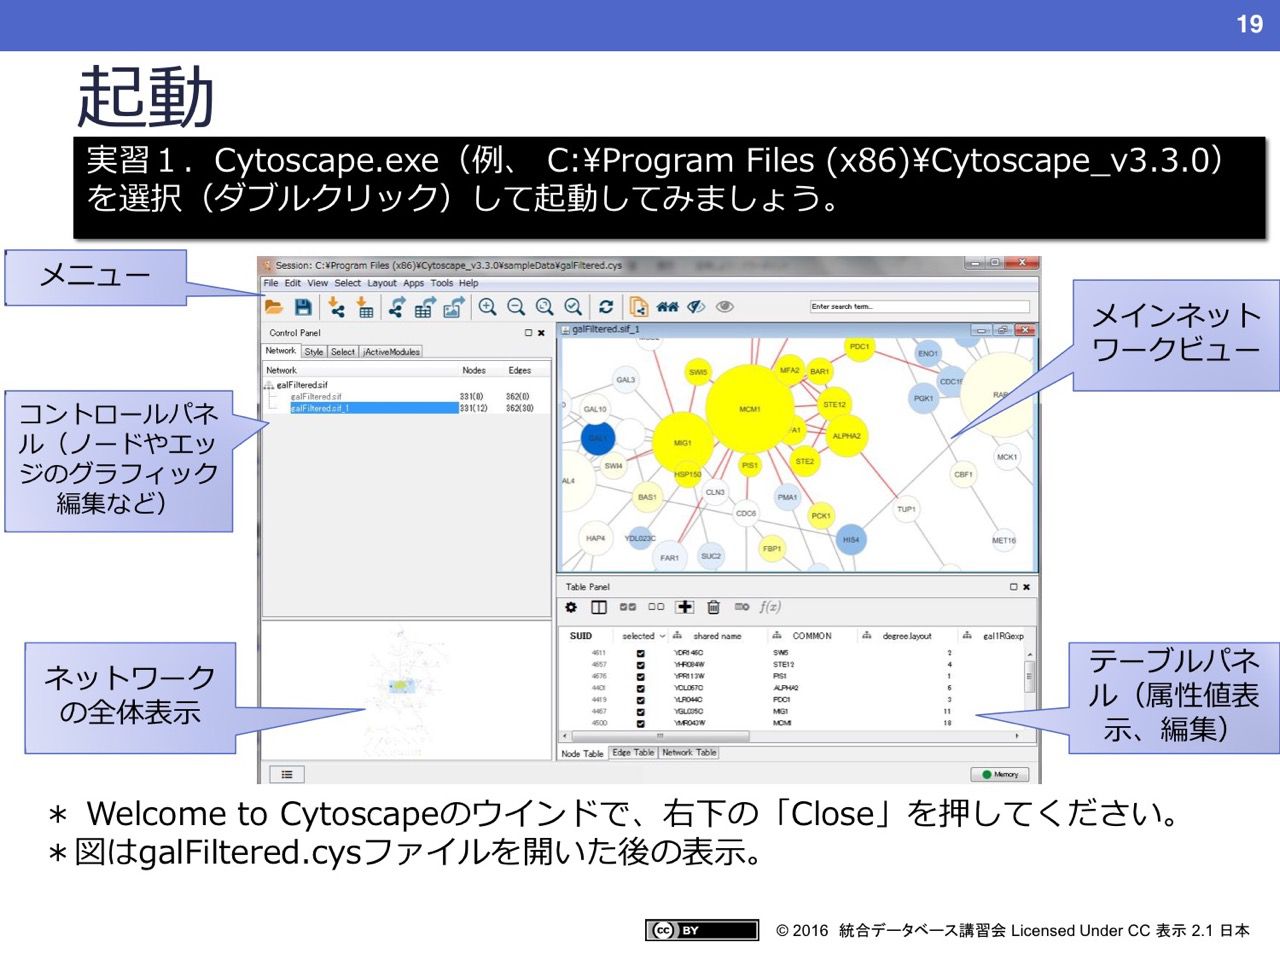 19
起動
実習１．Cytoscape.exe（例、 C:¥Program Files (x86)¥Cytoscape_v3.3.0）
を選択（ダブルクリック）して起動してみましょう。
メニュー
コントロールパネ
ル（ノードやエッ
ジのグラフィック
編集など）
ネットワーク
の全体表示
メインネット
ワークビュー
テーブルパネ
ル（属性値表
示、編集）
Session: C:¥Program Files (x86)¥Cytoscape_v3.3.0¥sampleData¥galFiltered.cys
File Edit View Select Layout Apps Tools Help
Enter search term...
Control Panel
Network Style Select jActiveModules
Network Nodes Edges
galFiltered.sif
galFiltered.sif 331(0) 362(0)
galFiltered.sif_1 331(12) 362(30)
galFiltered.sif_1
PDC1
ENO1
SWI5
MFA2
BAR1
GAL3
CDC19
PGK1
RAP
GAL10
MCM1
STE12
GAL1
MIG1
FA1
ALPHA2
SWI4
PIS1
STE2
MCK1
HSP150
CBF1
AL4
BAS1
CLN3
PMA1
TUP1
CDC6
PCK1
HAP4
YDL023C
FBP1
HIS4
MET16
FAR1
SUC2
Table Panel
f(x)
SUID selected shared name COMMON degree.layout gal1RGexp
4611 YDR146C SWI5 2
4657 YHR084W STE12 4
4676 YPR113W PIS1 1
4401 YCL067C ALPHA2 6
4419 YLR044C PDC1 3
4467 YGL035C MIG1 11
4500 YMR043W MCM1 18
Node Table Edge Table Network Table
Memory
＊ Welcome to Cytoscapeのウインドで、右下の「Close」を押してください。
＊図はgalFiltered.cysファイルを開いた後の表示。
cc BY
© 2016 統合データベース講習会 Licensed Under CC 表示 2.1 日本